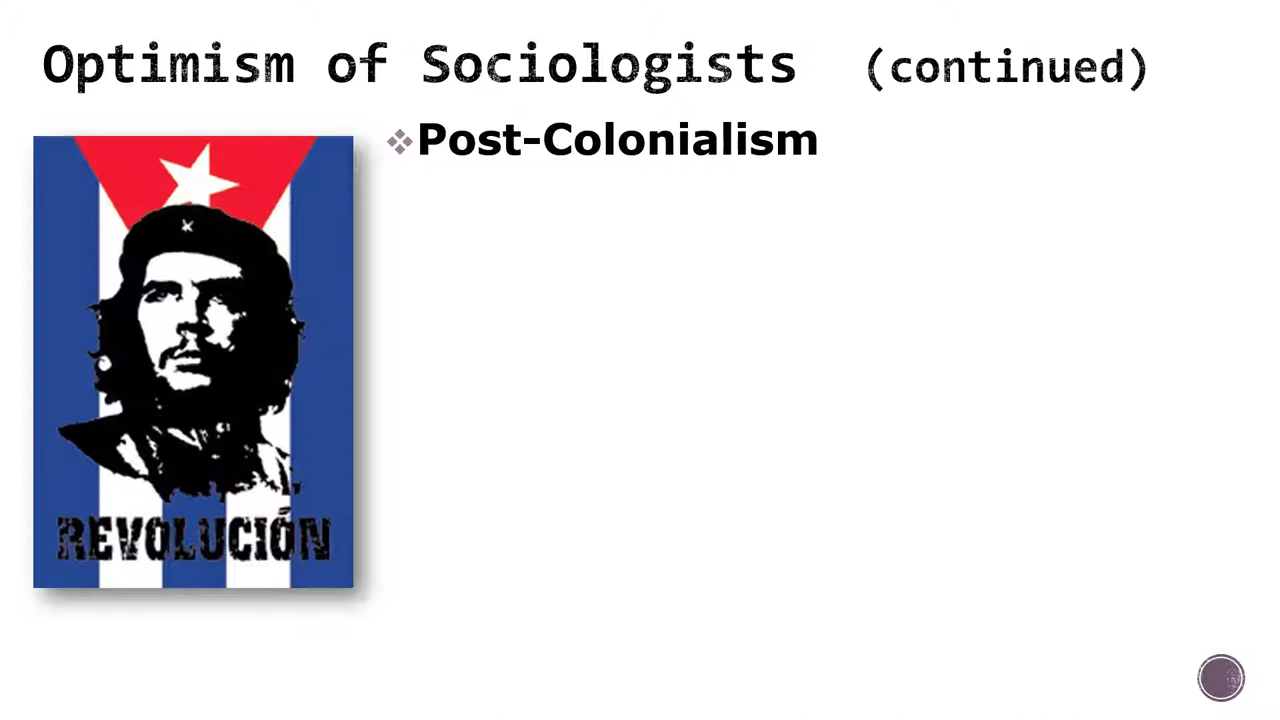 Optimism of Sociologists (continued)
❖Post-Colonialism
REVOLUCIÓN